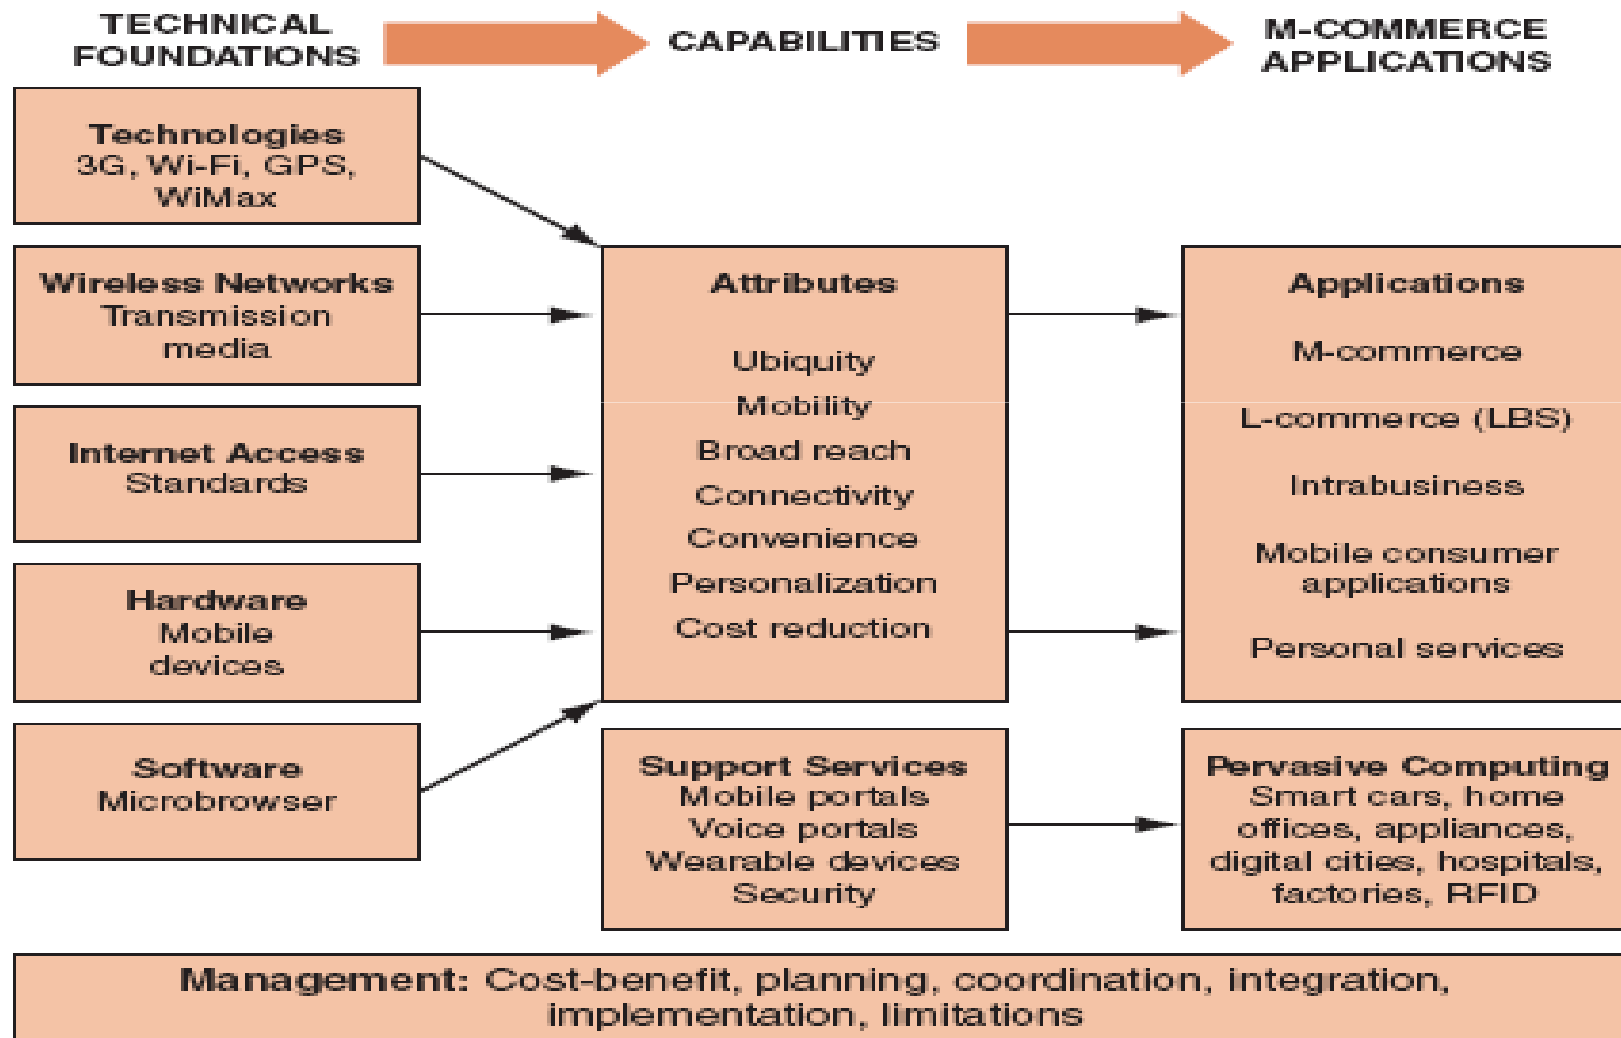 TECHNICAL
FOUNDATIONS
CAPABILITIES
M-COMMERCE
APPLICATIONS
Technologies
3G, Wi-Fi, GPS,
WiMax
Wireless Networks
Transmission
media
Internet Access
Standards
Hardware
Mobile
devices
Software
Microbrowser
Attributes
Ubiquity
Mobility
Broad reach
Connectivity
Convenience
Personalization
Cost reduction
Support Services
Mobile portals
Voice portals
Wearable devices
Security
Applications
M-commerce
L-commerce (LBS)
Intrabusiness
Mobile consumer
applications
Personal services
Pervasive Computing
Smart cars, home
offices, appliances,
digital cities, hospitals,
factories, RFID
Management: Cost-benefit, planning, coordination, integration,
implementation, limitations